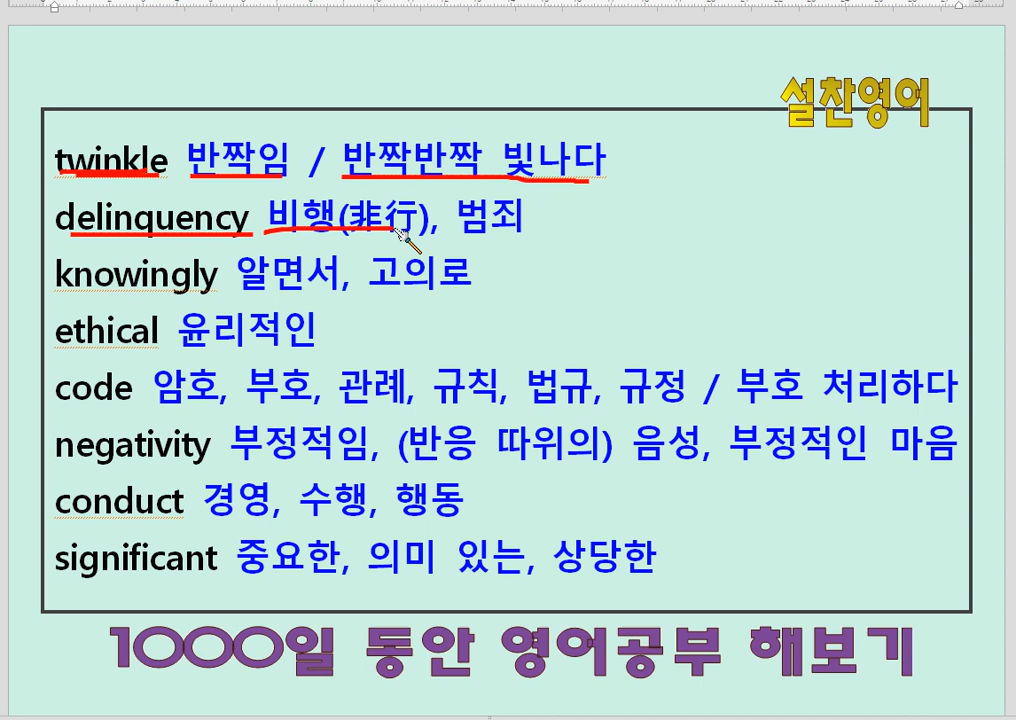 설찬영어
twinkle 반짝임 / 반짝반짝 빛나다
delinquency 비행(非行), 범죄
knowingly 알면서, 고의로
ethical 윤리적인
code 암호, 부호, 관례, 규칙, 법규, 규정 / 부호 처리하다
negativity 부정적임, (반응 따위의) 음성, 부정적인 마음
conduct 경영, 수행, 행동
significant 중요한, 의미 있는, 상당한
1000일 동안 영어공부 해보기